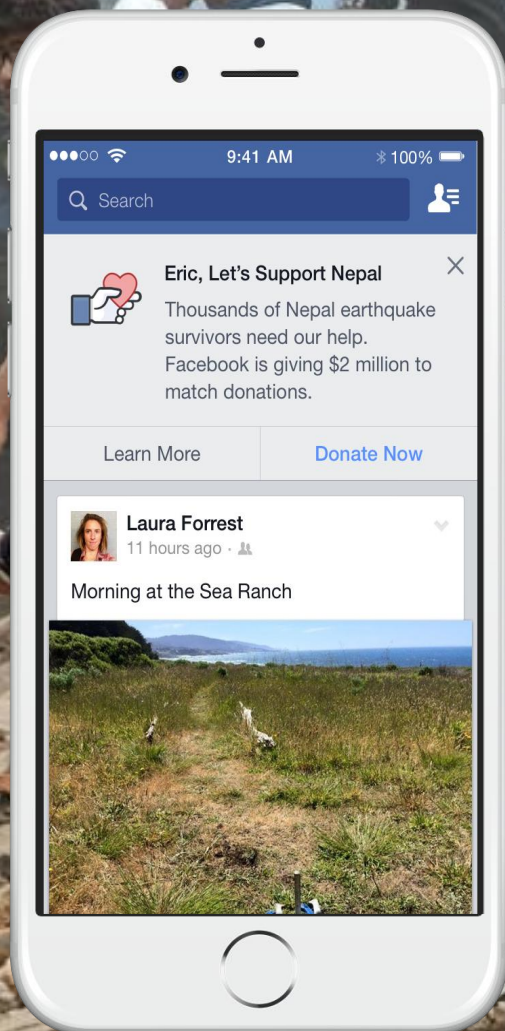 9:41 AM 100%
Search
Eric, Let's Support Nepal
Thousands of Nepal earthquake
survivors need our help.
Facebook is giving $2 million to
match donations.
Learn More Donate Now
Laura Forrest
11 hours ago ·
Morning at the Sea Ranch